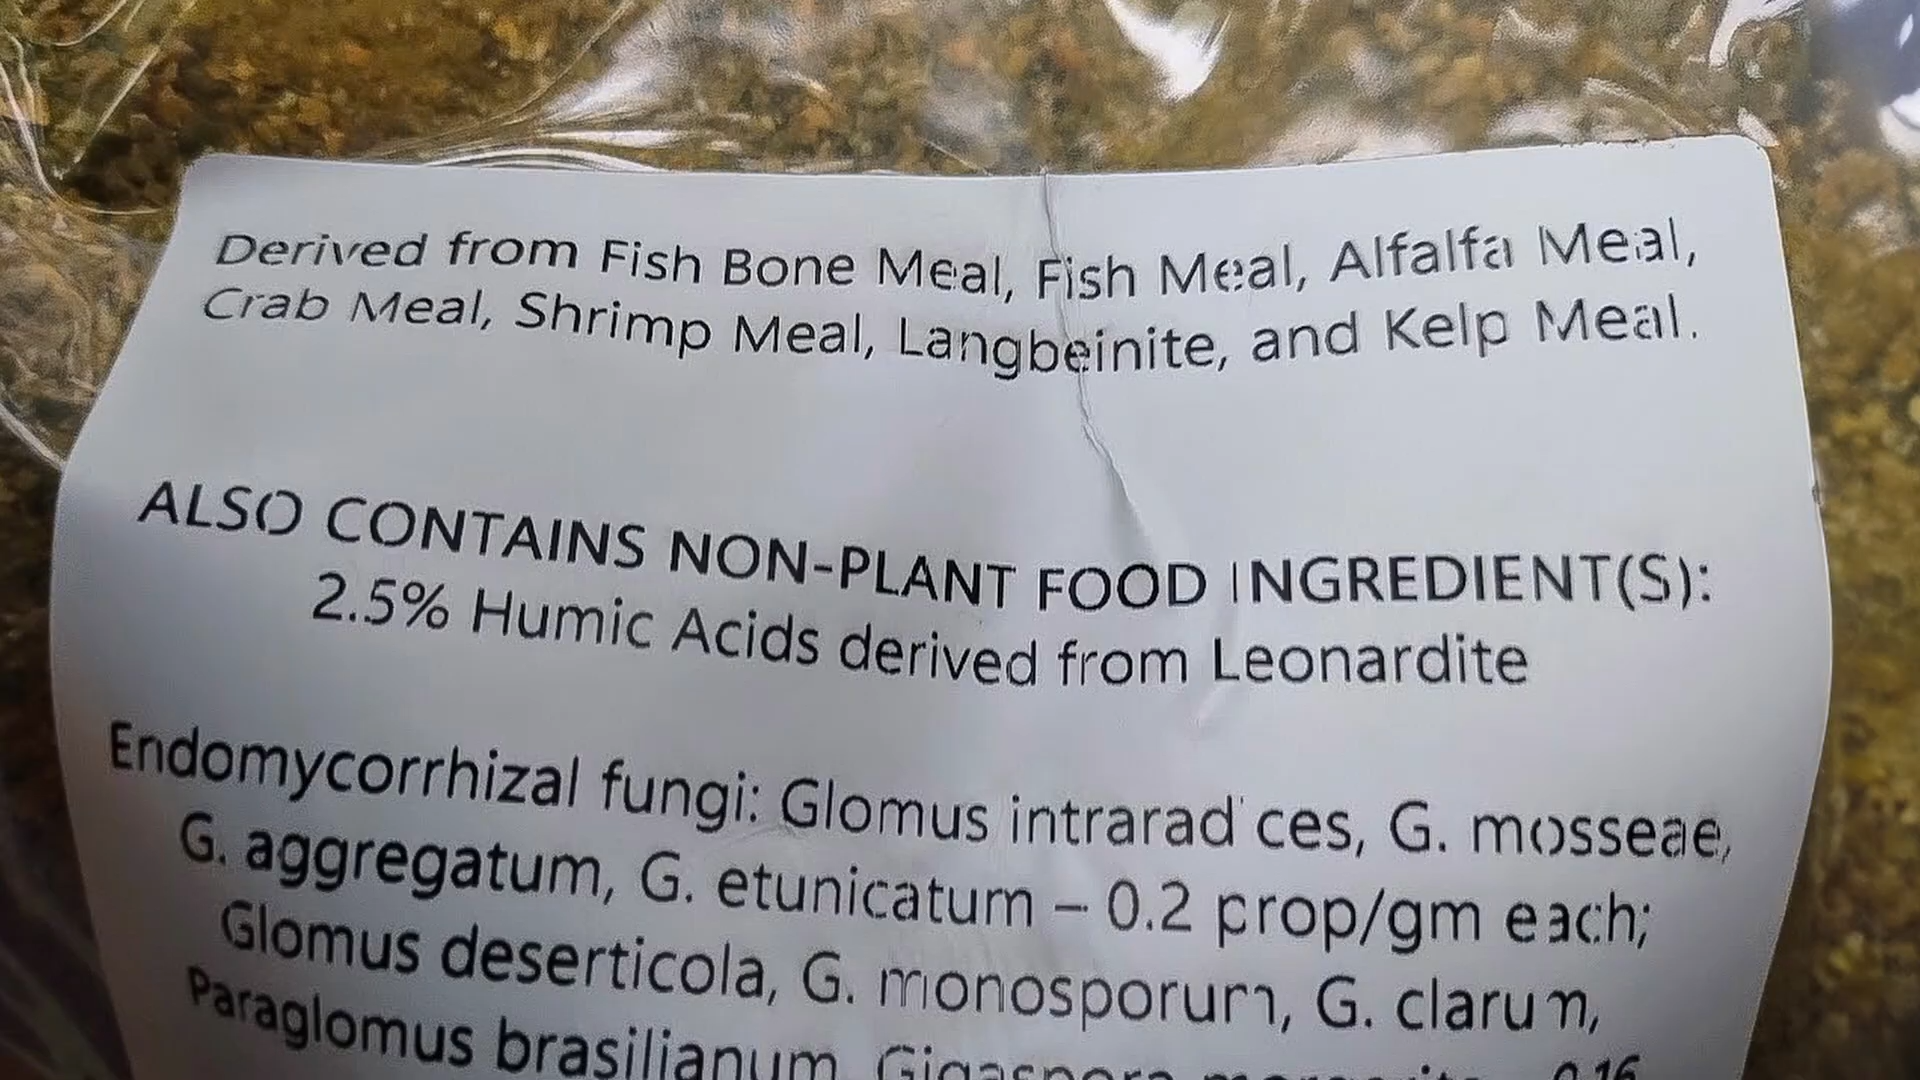 Derived from Fish Bone Meal, Fish Meal, Alfalfa Meal,
Crab Meal, Shrimp Meal, Langbeinite, and Kelp Meal.
ALSO CONTAINS NON-PLANT FOOD INGREDIENT(S):
2.5% Humic Acids derived from Leonardite
Endomycorrhizal fungi: Glomus intraradices, G. mosseae,
G. aggregatum, G. etunicatum – 0.2 prop/gm each;
Glomus deserticola, G. monosporum, G. clarum,
Paraglomus brasilianum, Gigaspora